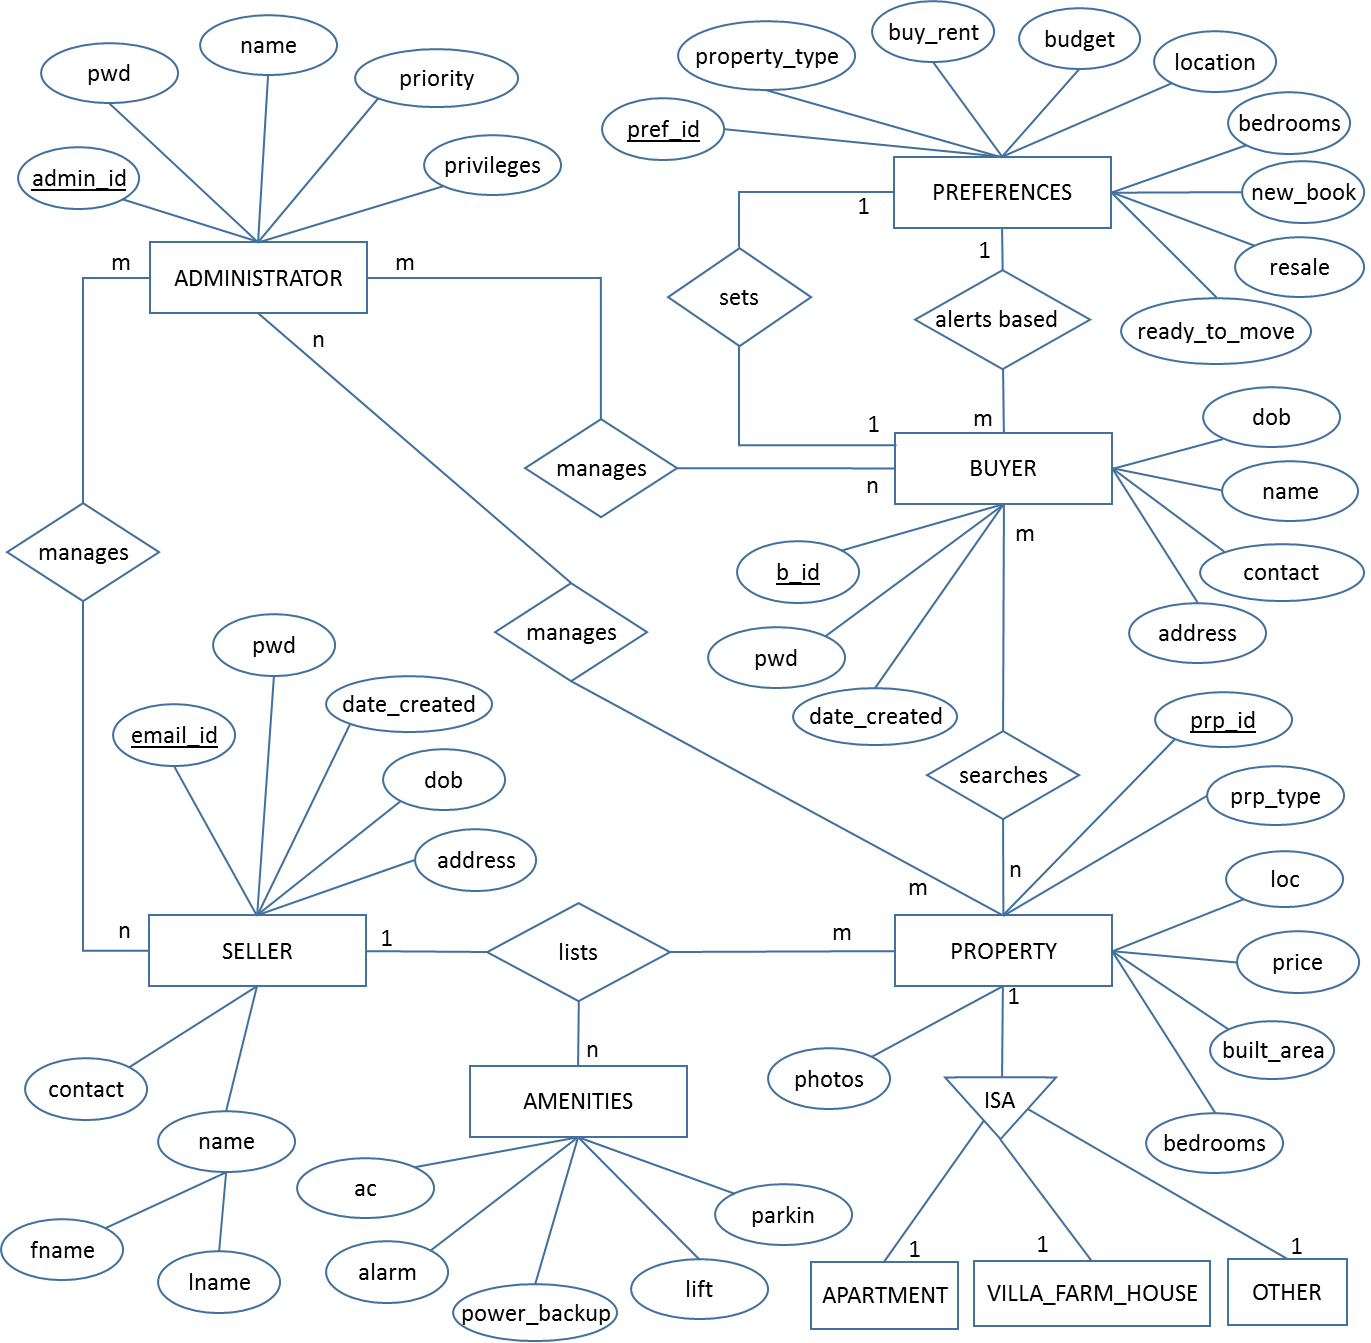 name
pwd
priority
admin_id
privileges
ADMINISTRATOR
m
m
n
property_type
buy_rent
budget
location
pref_id
bedrooms
new_book
resale
ready_to_move
PREFERENCES
1
1
sets
alerts based
1
m
BUYER
n
m
manages
dob
name
contact
address
b_id
pwd
date_created
manages
manages
searches
n
m
prp_id
prp_type
loc
price
built_area
bedrooms
pwd
date_created
email_id
dob
address
n
SELLER
1
lists
m
PROPERTY
1
n
contact
name
fname
lname
AMENITIES
ac
alarm
power_backup
lift
parkin
photos
ISA
1
1
1
APARTMENT
VILLA_FARM_HOUSE
OTHER